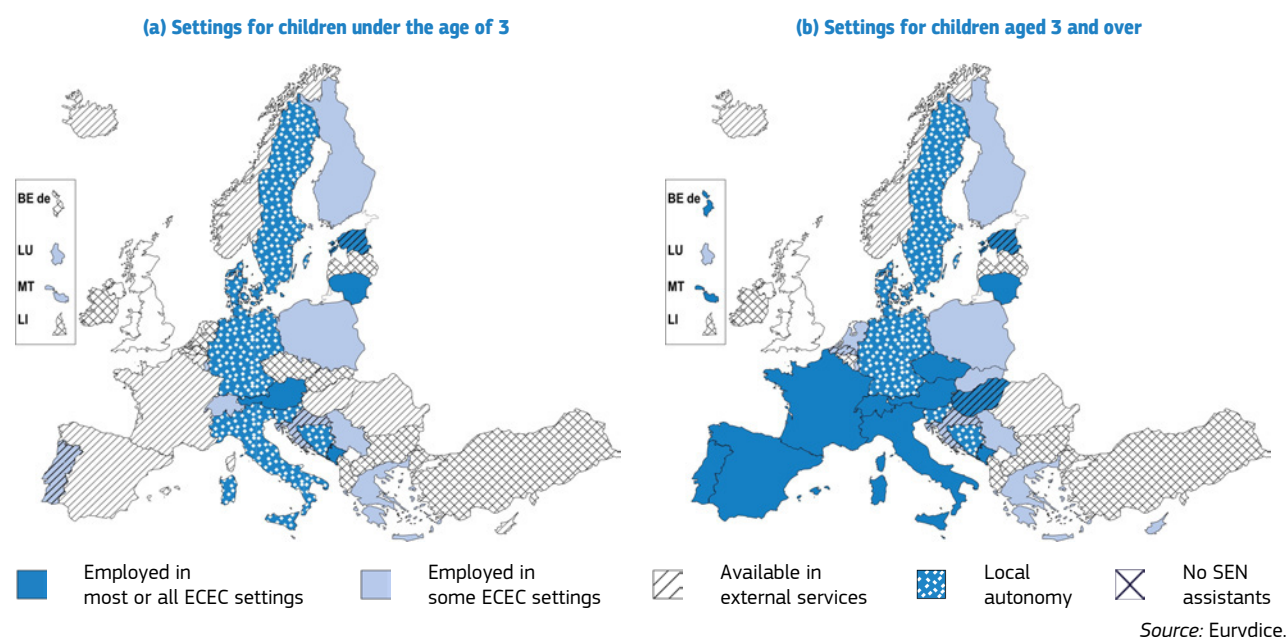 (a) Settings for children under the age of 3
(b) Settings for children aged 3 and over
BE de
LU
MT
LI
BE de
LU
MT
LI
Employed in
most or all ECEC settings
Employed in
some ECEC settings
Available in
external services
Local
autonomy
No SEN
assistants
Source: Eurydice.